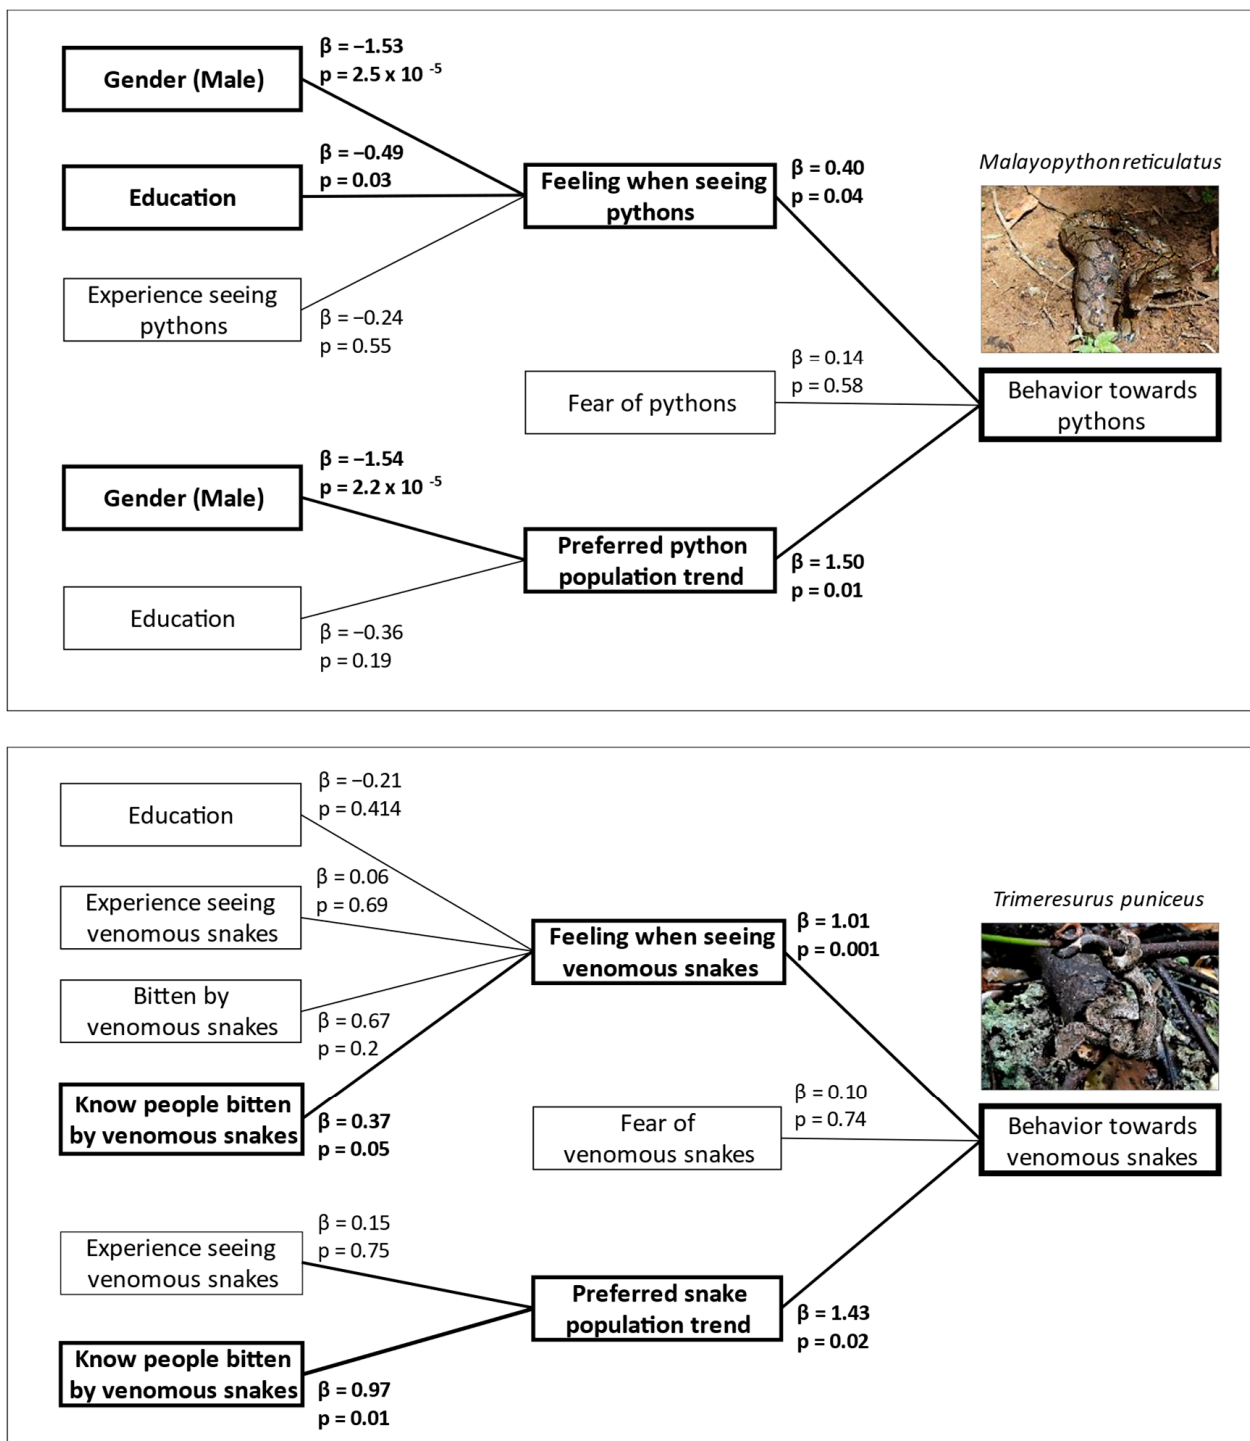 β = −1.53
p = 2.5 x 10 -5
Gender (Male)
β = −0.49
p = 0.03
Education
Experience seeing
pythons
β = −0.24
p = 0.55
Feeling when seeing
pythons
β = 0.40
p = 0.04
Malayopython reticulatus
Fear of pythons
β = 0.14
p = 0.58
Behavior towards
pythons
β = −1.54
p = 2.2 x 10 -5
Gender (Male)
Preferred python
population trend
β = 1.50
p = 0.01
Education
β = −0.36
p = 0.19
β = −0.21
p = 0.414
Education
β = 0.06
p = 0.69
Experience seeing
venomous snakes
Bitten by
venomous snakes
β = 0.67
p = 0.2
Know people bitten
by venomous snakes
β = 0.37
p = 0.05
Feeling when seeing
venomous snakes
β = 1.01
p = 0.001
Trimeresurus puniceus
Fear of
venomous snakes
β = 0.10
p = 0.74
Behavior towards
venomous snakes
β = 0.15
p = 0.75
Experience seeing
venomous snakes
Preferred snake
population trend
β = 1.43
p = 0.02
Know people bitten
by venomous snakes
β = 0.97
p = 0.01